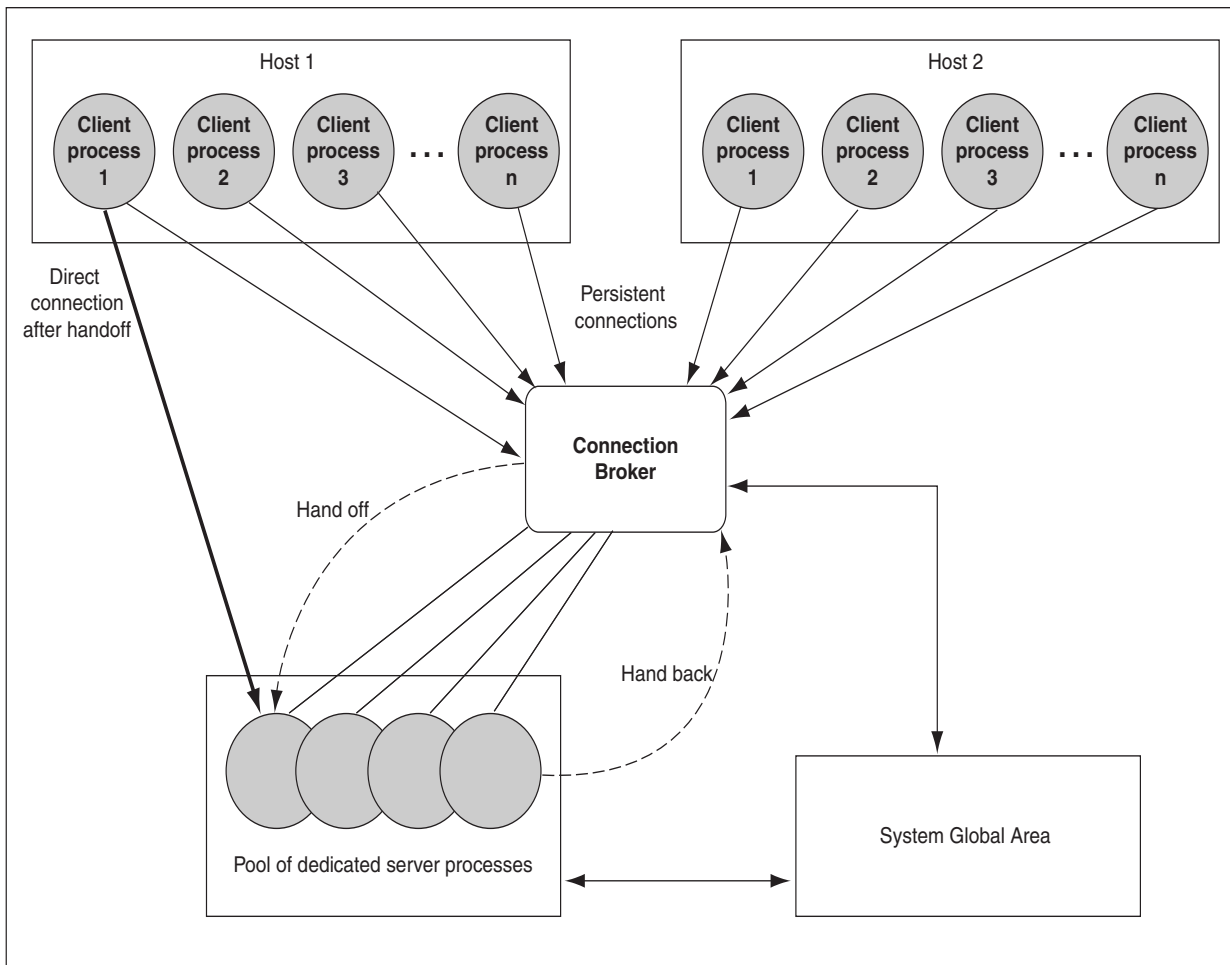 Host 1
Client
process
1
Client
process
2
Client
process
3
...
Client
process
n
Host 2
Client
process
1
Client
process
2
Client
process
3
...
Client
process
n
Direct
connection
after handoff
Persistent
connections
Connection
Broker
Hand off
Hand back
Pool of dedicated server processes
System Global Area